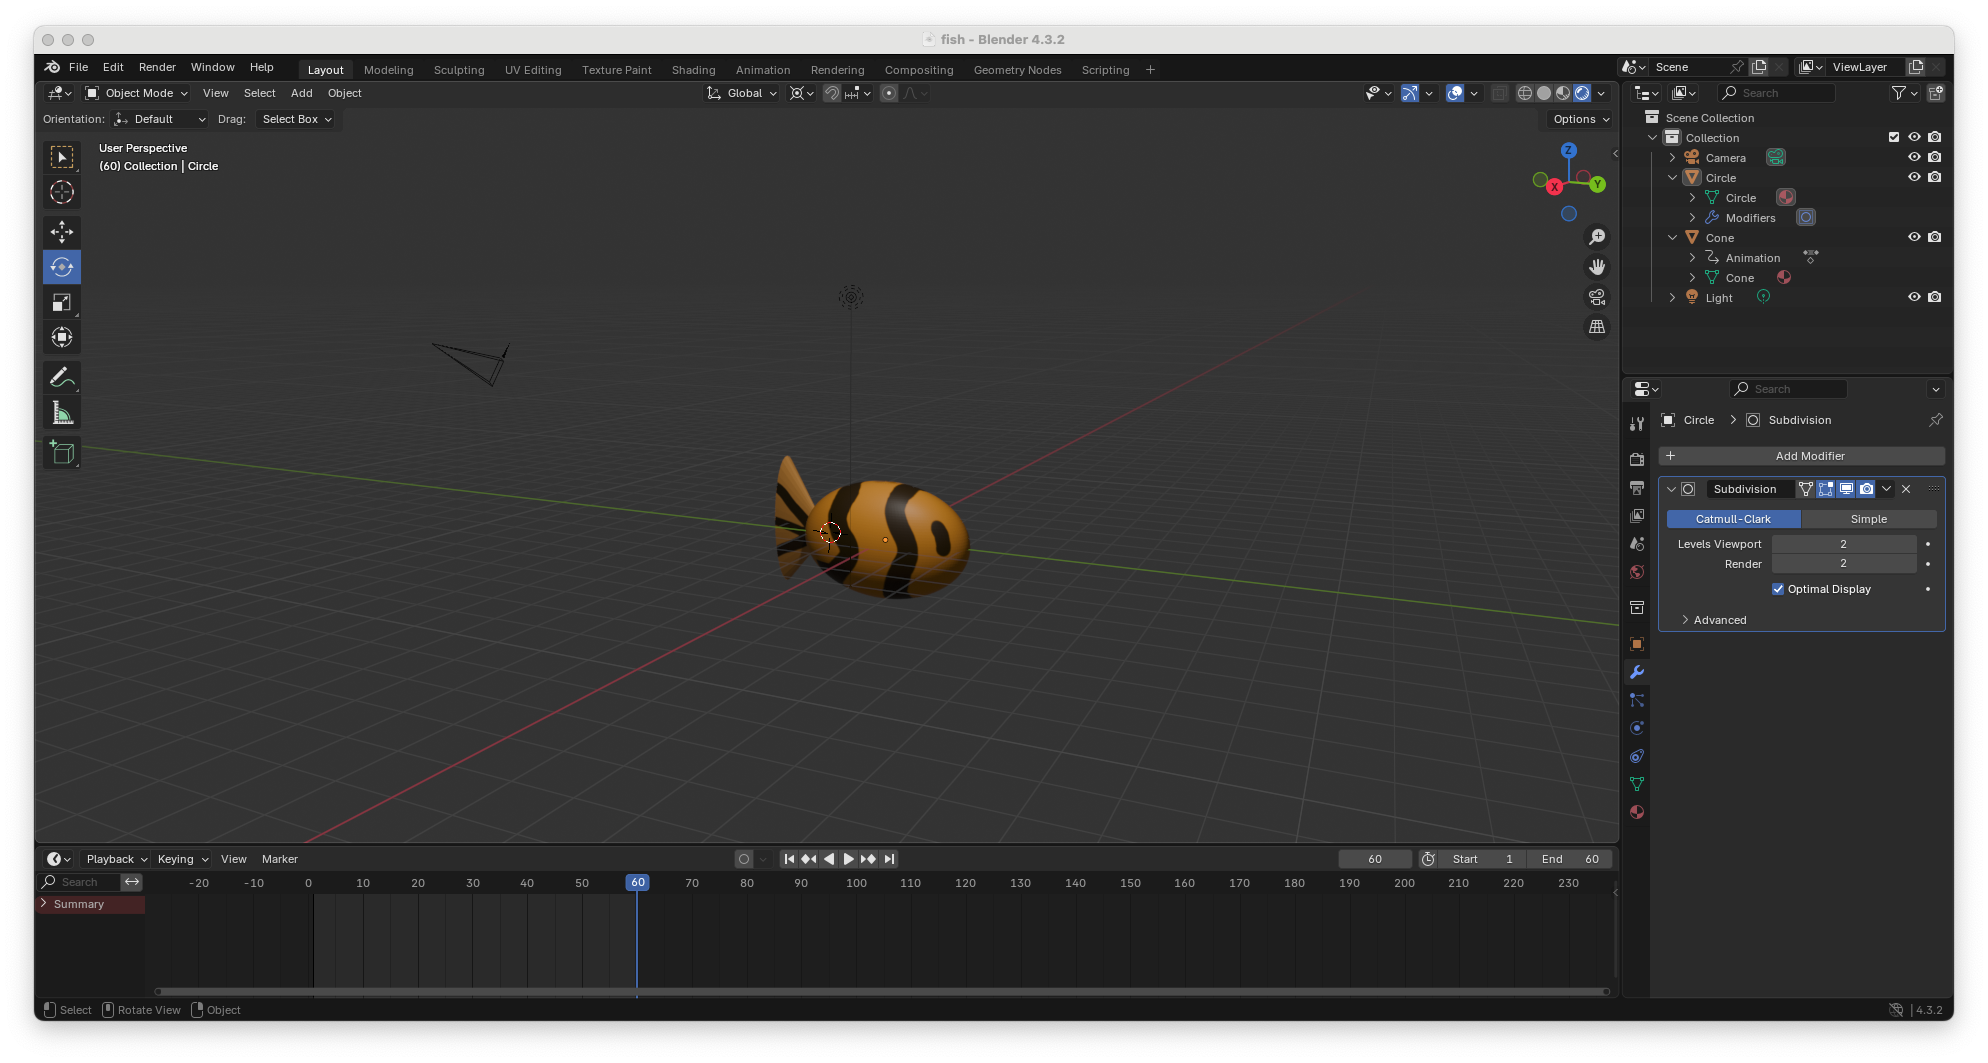 fish - Blender 4.3.2
File Edit Render Window Help Layout Modeling Sculpting UV Editing Texture Paint Shading Animation Rendering Compositing Geometry Nodes Scripting + Scene ViewLayer
Object Mode View Select Add Object Global Search
Orientation: Default Drag: Select Box Options
User Perspective
(60) Collection | Circle
Z
X
Y
Scene Collection
Collection
Camera
Circle
Circle
Modifiers
Cone
Animation
Cone
Light
Search
Circle > Subdivision
+ Add Modifier
Subdivision
Catmull-Clark Simple
Levels Viewport 2
Render 2
Optimal Display
Advanced
Playback Keying View Marker 60 Start 1 End 60
Search -20 -10 0 10 20 30 40 50 60 70 80 90 100 110 120 130 140 150 160 170 180 190 200 210 220 230
Summary
Select Rotate View Object | 4.3.2